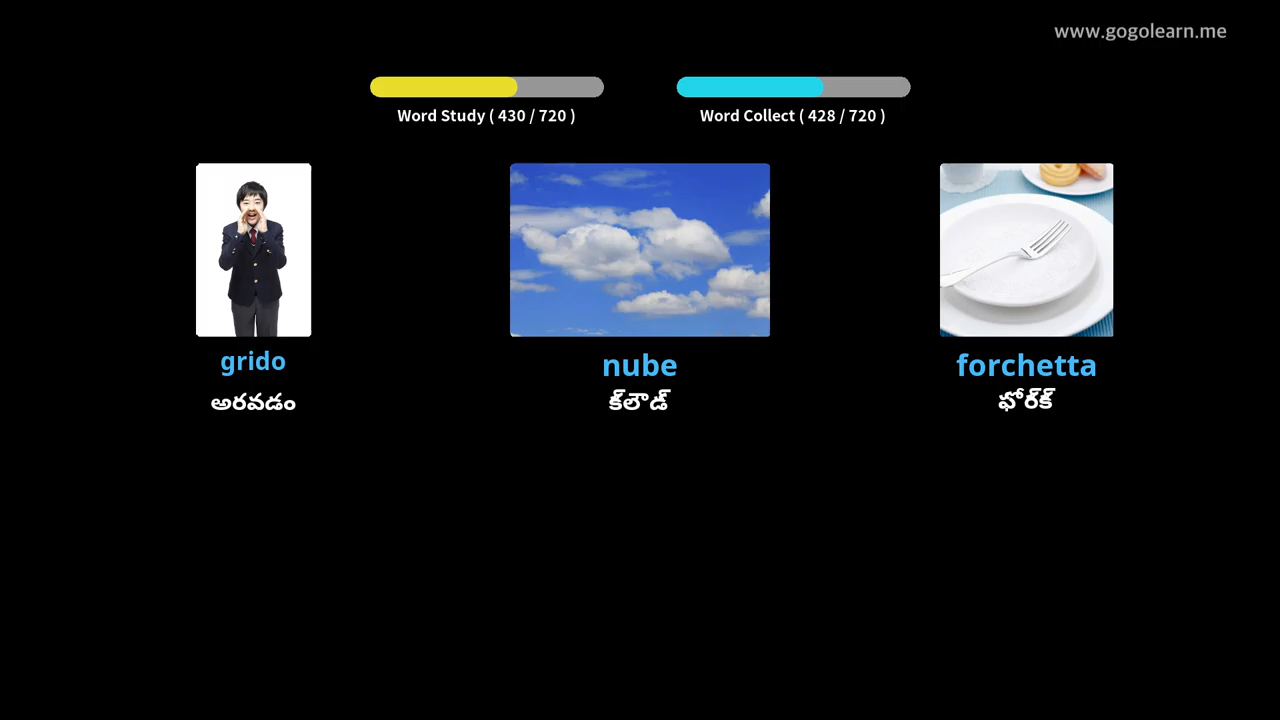 www.gogolearn.me
Word Study ( 430 / 720 )
Word Collect ( 428 / 720 )
grido
nube
forchetta
అరవడం
క్‌లౌడ్
ఫోర్‌క్